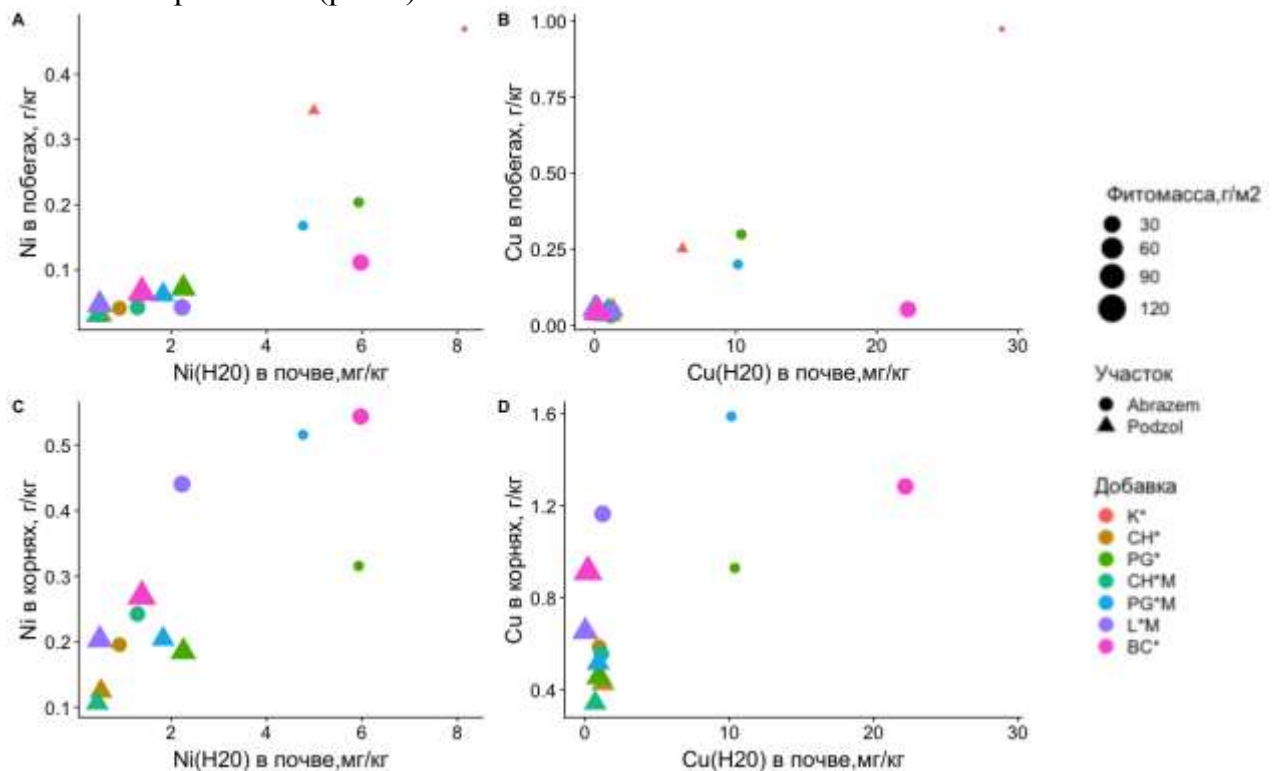 A
Ni в побегах, г/кг
0.4
0.3
0.2
0.1
2
4
6
8
Ni(H20) в почве,мг/кг
B
Cu в побегах, г/кг
1.00
0.75
0.50
0.25
0.00
0
10
20
30
Cu(H20) в почве,мг/кг
C
Ni в корнях, г/кг
0.5
0.4
0.3
0.2
0.1
2
4
6
8
Ni(H20) в почве,мг/кг
D
Cu в корнях, г/кг
1.6
1.2
0.8
0.4
0
10
20
30
Cu(H20) в почве,мг/кг
Фитомасса,г/м2
30
60
90
120
Участок
Abrazem
Podzol
Добавка
K*
CH*
PG*
CH*M
PG*M
L*M
BC*